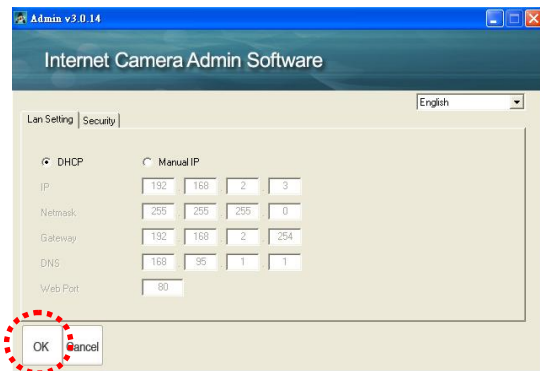 Admin v3.0.14
Internet Camera Admin Software
English
Lan Setting Security
DHCP Manual IP
IP 192 . 168 . 2 . 3
Netmask 255 . 255 . 255 . 0
Gateway 192 . 168 . 2 . 254
DNS 168 . 95 . 1 . 1
Web Port 80
OK Cancel